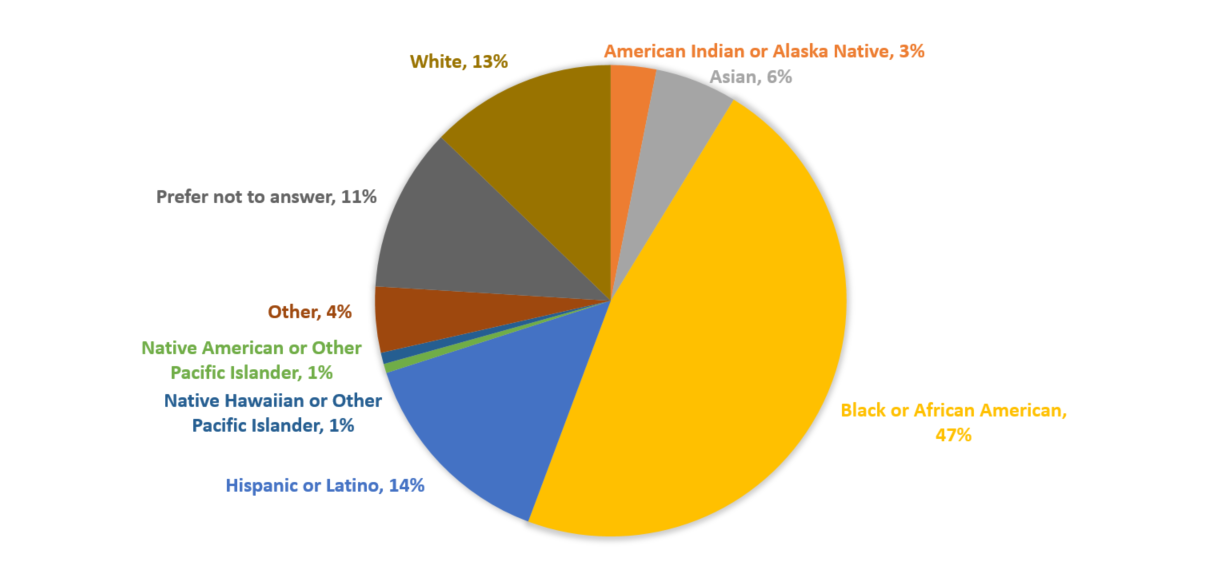 American Indian or Alaska Native, 3%
White, 13%
Asian, 6%
Prefer not to answer, 11%
Other, 4%
Native American or Other
Pacific Islander, 1%
Native Hawaiian or Other
Pacific Islander, 1%
Black or African American,
47%
Hispanic or Latino, 14%